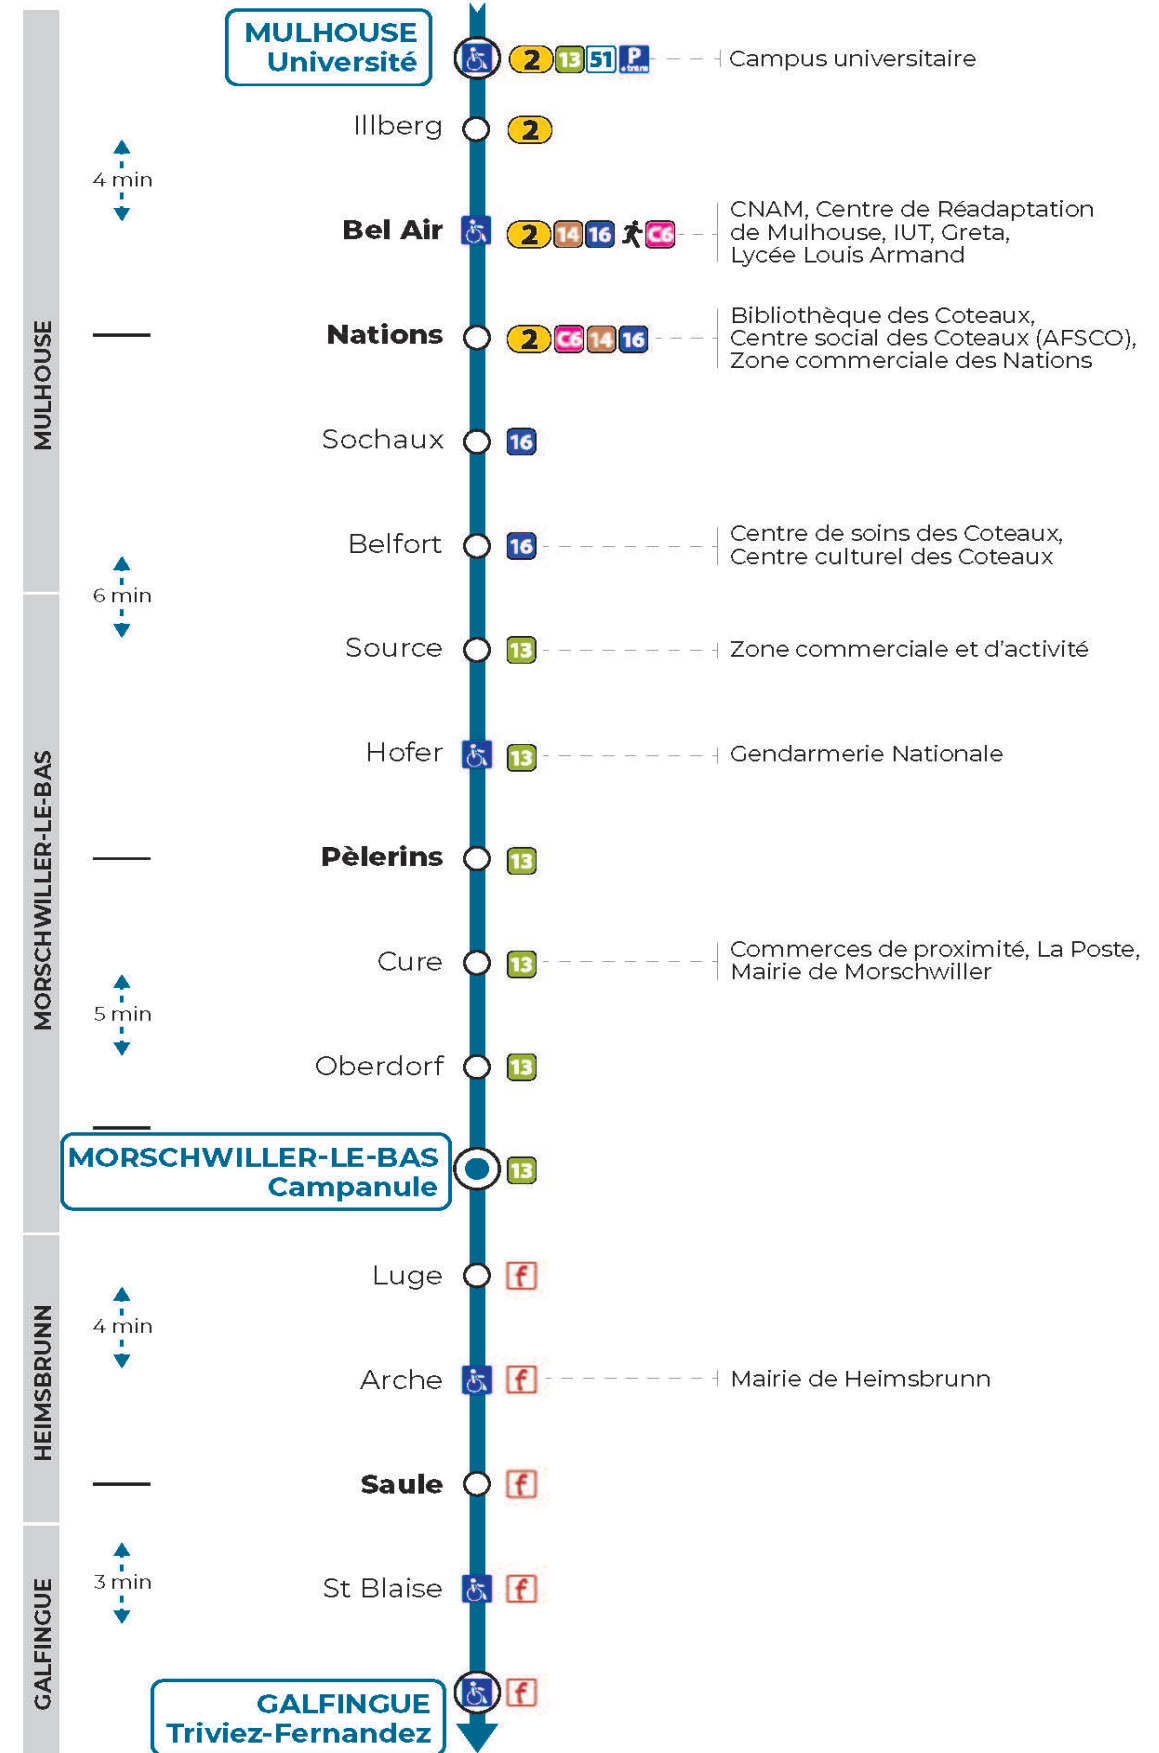 MULHOUSE
Université
2 13 51 P
Campus universitaire
Illberg
2
4 min
Bel Air
2 14 16 C6
CNAM, Centre de Réadaptation
de Mulhouse, IUT, Greta,
Lycée Louis Armand
Nations
2 C6 14 16
Bibliothèque des Coteaux,
Centre social des Coteaux (AFSCO),
Zone commerciale des Nations
MULHOUSE
Sochaux
16
Belfort
16
Centre de soins des Coteaux,
Centre culturel des Coteaux
6 min
Source
13
Zone commerciale et d'activité
Hofer
13
Gendarmerie Nationale
MORSCHWILLER-LE-BAS
Pèlerins
13
Cure
13
Commerces de proximité, La Poste,
Mairie de Morschwiller
5 min
Oberdorf
13
MORSCHWILLER-LE-BAS
Campanule
13
Luge
f
4 min
HEIMSBRUNN
Arche
f
Mairie de Heimsbrunn
Saule
f
3 min
St Blaise
f
GALFINGUE
GALFINGUE
Triviez-Fernandez
f